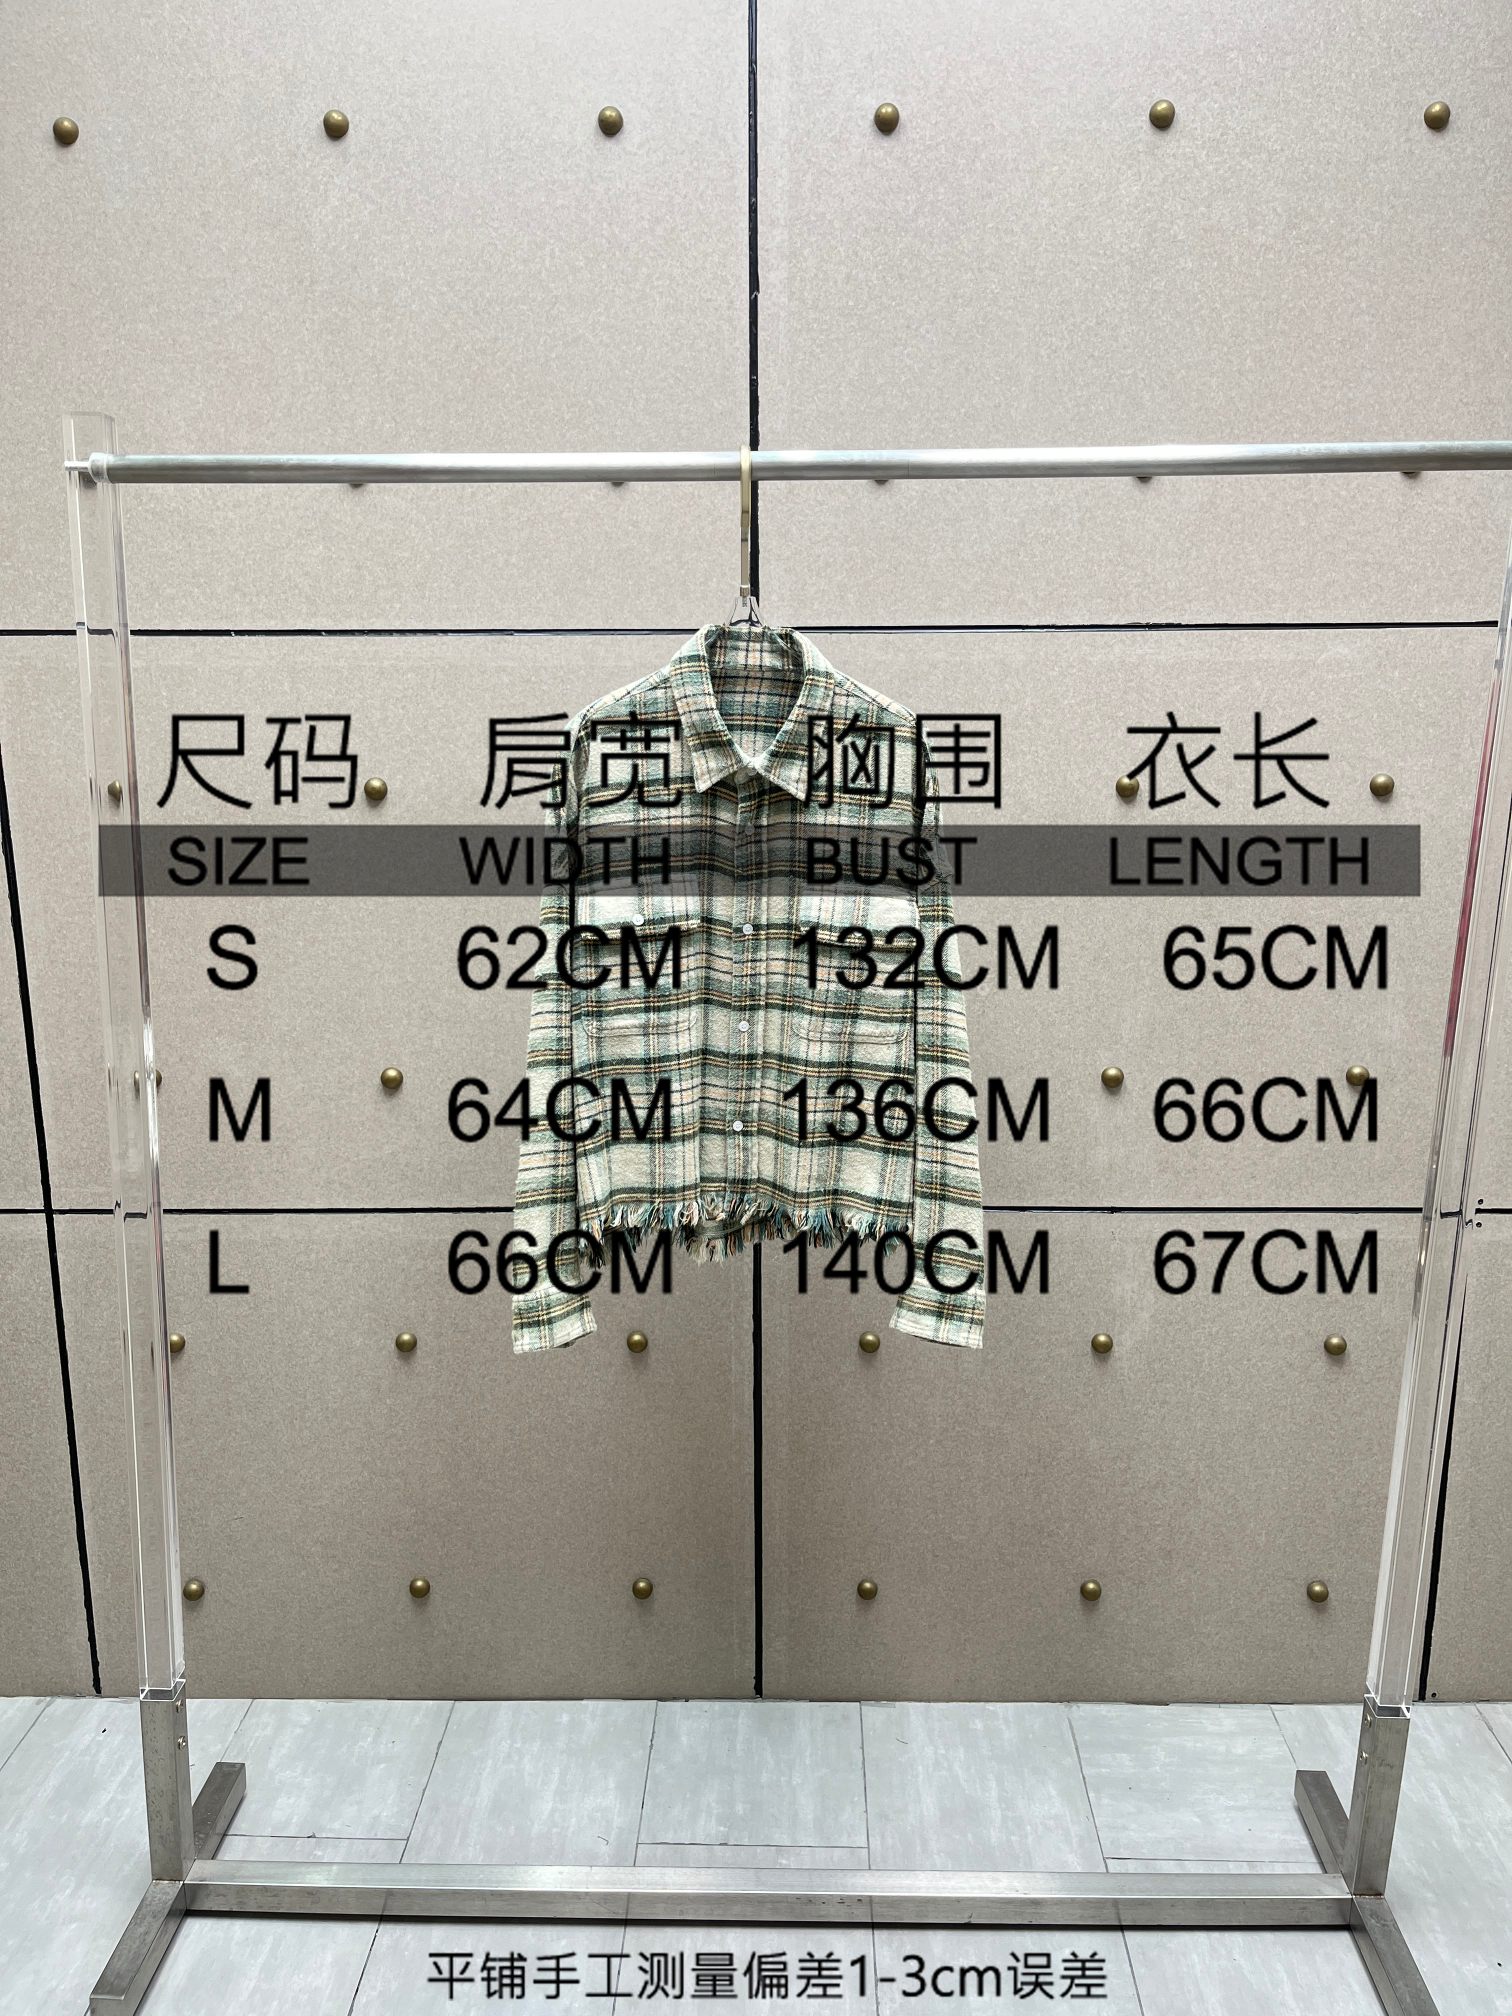 尺码 肩宽 胸围 衣长
SIZE WIDTH BUST LENGTH
S 62CM 132CM 65CM
M 64CM 136CM 66CM
L 66CM 140CM 67CM
平铺手工测量偏差1-3cm误差